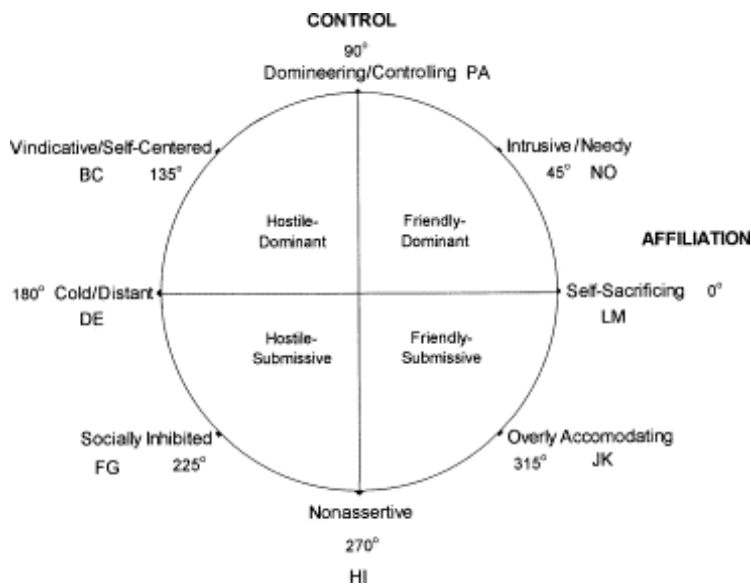 CONTROL
90°
Domineering/Controlling PA
Vindicative/Self-Centered
BC 135°
Intrusive/Needy
45° NO
Hostile-
Dominant
Friendly-
Dominant
AFFILIATION
180° Cold/Distant
DE
Self-Sacrificing 0°
LM
Hostile-
Submissive
Friendly-
Submissive
Socially Inhibited
FG 225°
Overly Accomodating
315° JK
Nonassertive
270°
HI